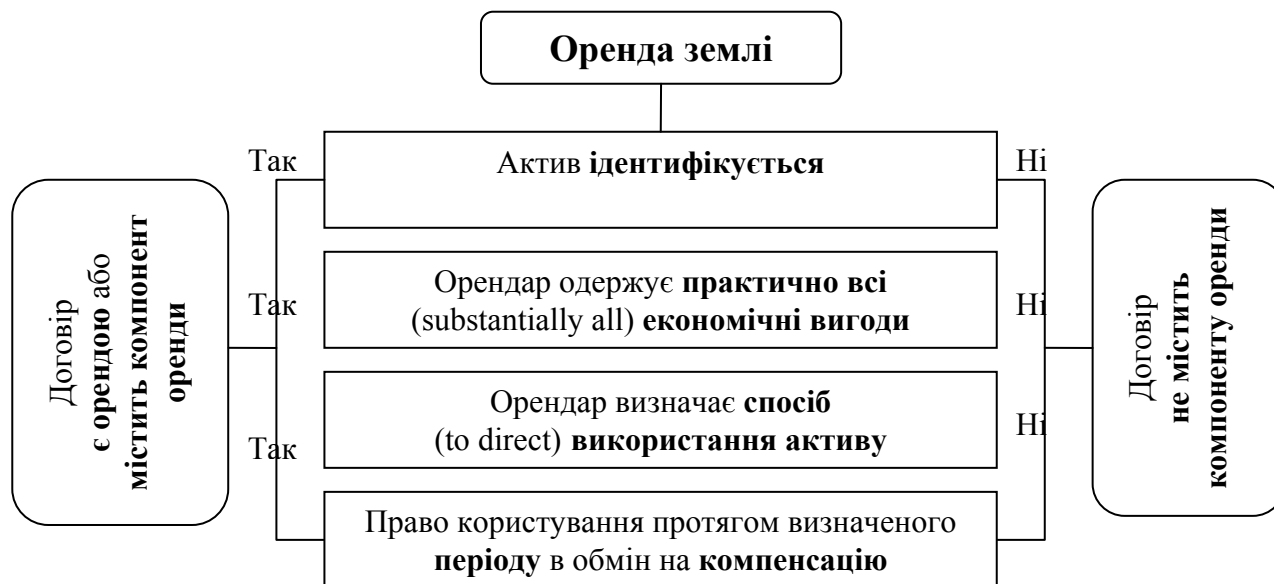 Оренда землі
Так
Актив ідентифікується
Ні
Договір
є орендою або
містить компонент
оренди
Так
Орендар одержує практично всі
(substantially all) економічні вигоди
Ні
Договір
не містить
компоненту оренди
Так
Орендар визначає спосіб
(to direct) використання активу
Ні
Право користування протягом визначеного
періоду в обмін на компенсацію